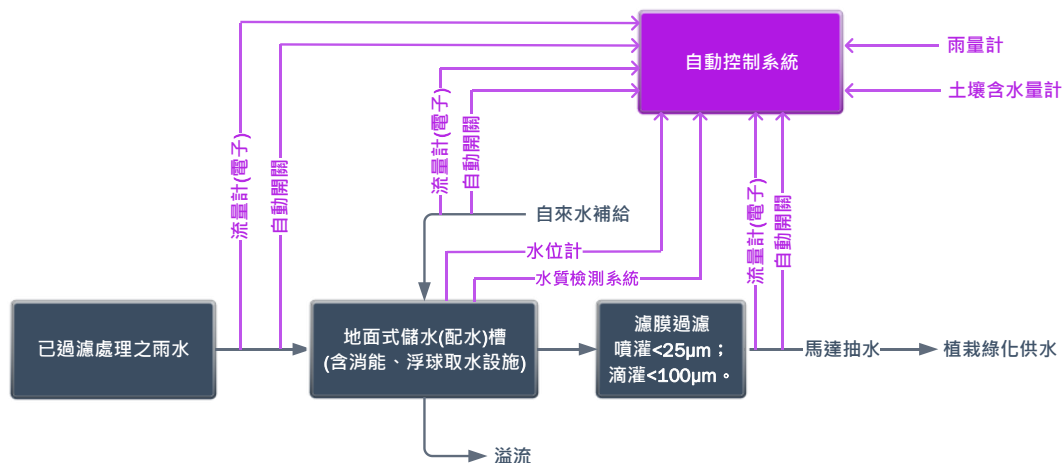 自動控制系統
雨量計
土壤含水量計
流量計(電子)
自動開關
流量計(電子)
自動開關
流量計(電子)
自動開關
自來水補給
水位計
水质檢測系統
已過濾處理之雨水
地面式儲水(配水)槽
(含消能、浮球取水設施)
濾膜過濾
噴灌<25μm；
滴灌<100μm。
馬達抽水
植栽綠化供水
溢流